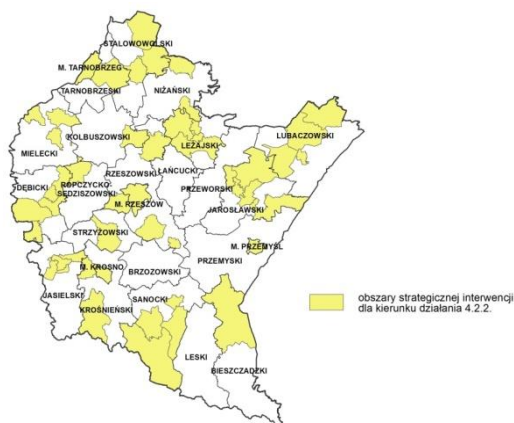 STALOWOWOLSKI
M. TARNOBRZEG
TARNOBRZESKI
NIŻAŃSKI
KOLBUSZOWSKI
LUBACZOWSKI
MIELECKI
LEŻAJSKI
ŁAŃCUCKI
RZESZOWSKI
DĘBICKI
ROPCZYCKO-
SĘDZISZOWSKI
PRZEWORSKI
M. RZESZÓW
JAROSŁAWSKI
STRZYŻOWSKI
M. PRZEMYŚL
PRZEMYSKI
M. KROSNO
BRZOZOWSKI
JASIELSKI
SANOCKI
KROŚNIEŃSKI
LESKI
BIESZCZADZKI
obszary strategicznej interwencji
dla kierunku działania 4.2.2.